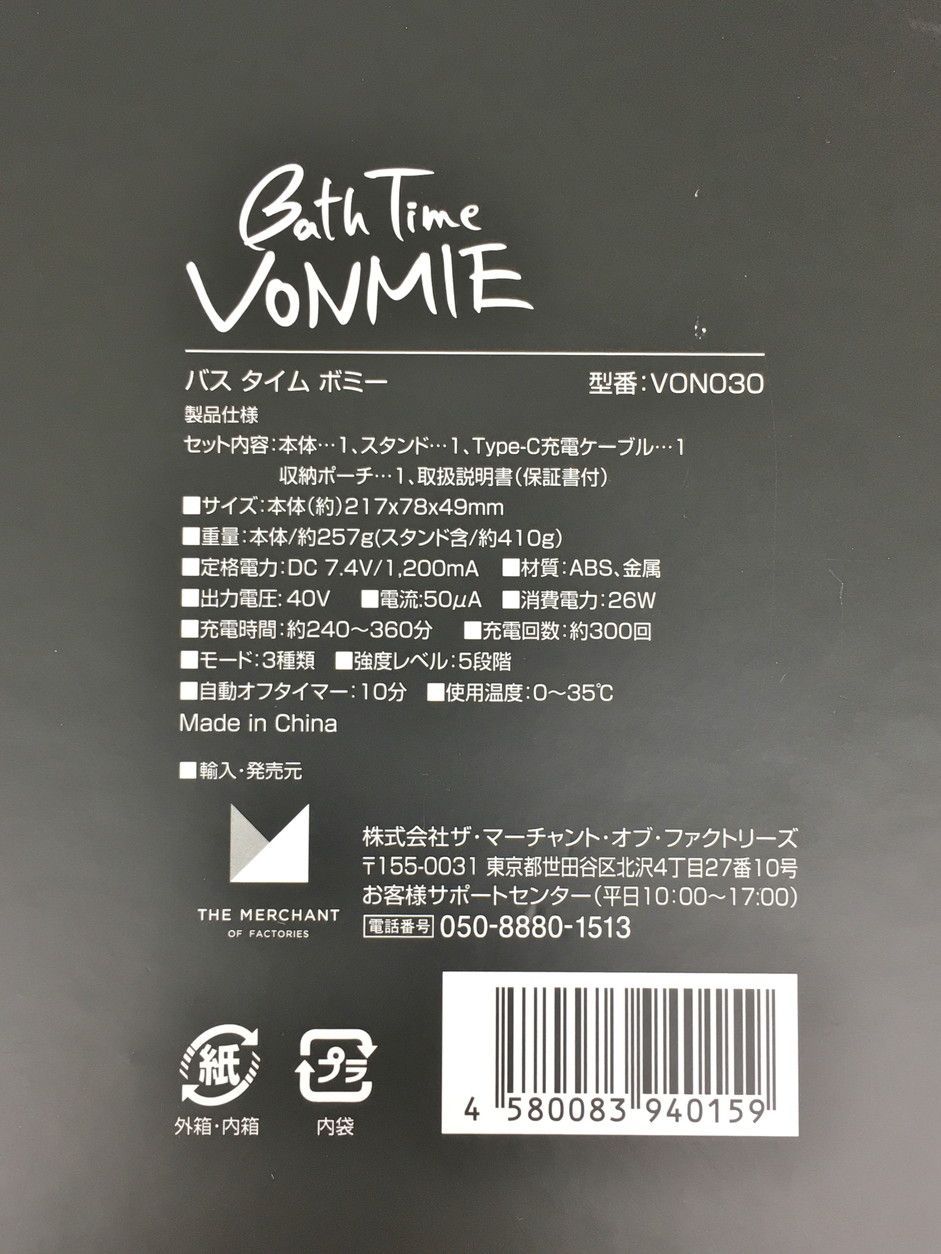 Bath Time
VONMIE
バス タイム ボミー 型番：VON030
製品仕様
セット内容：本体…1、スタンド…1、Type-C充電ケーブル…1
収納ポーチ…1、取扱説明書（保証書付）
■サイズ：本体（約）217x78x49mm
■重量：本体/約257g(スタンド含/約410g)
■定格電力：DC 7.4V/1,200mA ■材質：ABS、金属
■出力電圧：40V ■電流:50μA ■消費電力：26W
■充電時間：約240～360分 ■充電回数：約300回
■モード：3種類 ■強度レベル：5段階
■自動オフタイマー：10分 ■使用温度：0～35℃
Made in China
■輸入・発売元
株式会社ザ・マーチャント・オブ・ファクトリーズ
〒155-0031 東京都世田谷区北沢4丁目27番10号
お客様サポートセンター（平日10：00～17：00）
電話番号 050-8880-1513
THE MERCHANT
OF FACTORIES
紙
外箱・内箱
プラ
内袋
4 580083 940159